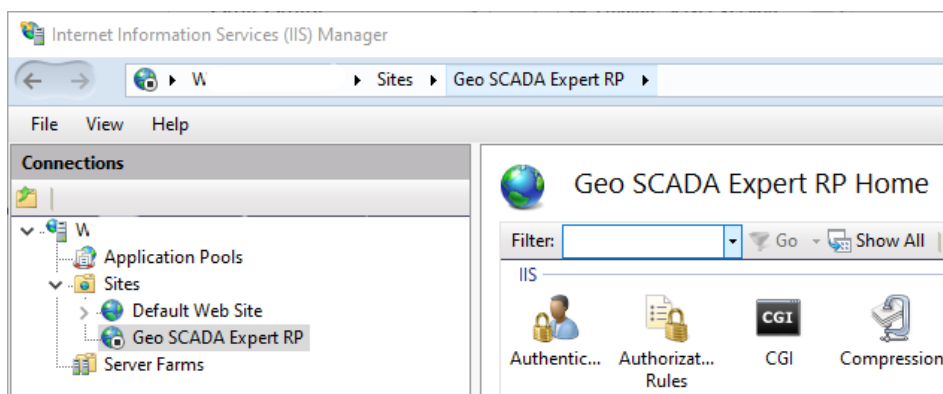 Internet Information Services (IIS) Manager
W Sites Geo SCADA Expert RP
File View Help
Connections
Geo SCADA Expert RP Home
W
Filter: Go Show All
Application Pools
Sites
IIS
Default Web Site
CGI
Geo SCADA Expert RP
Server Farms
Authentic... Authorizat... Rules CGI Compression